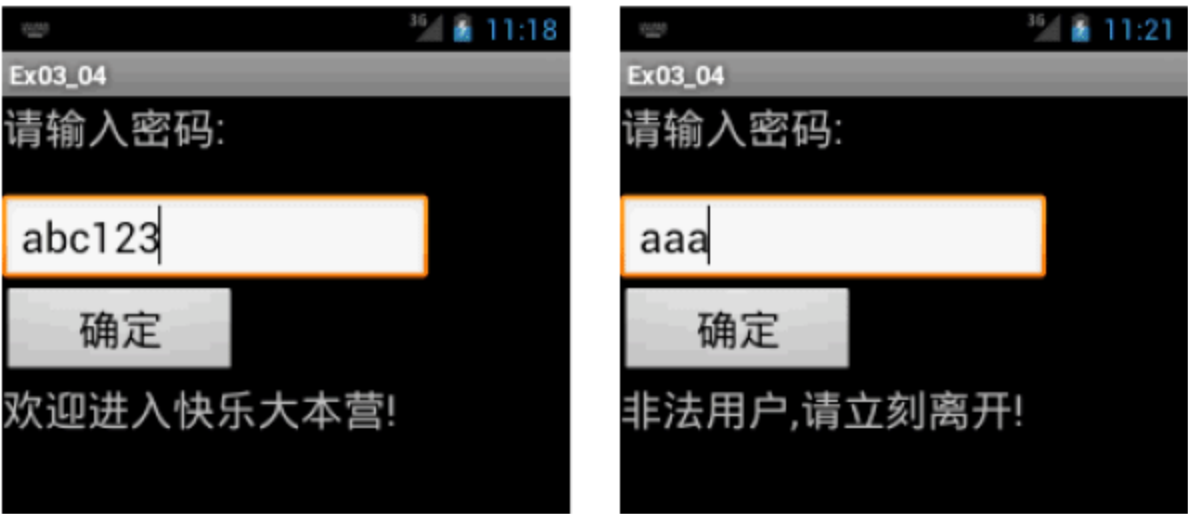 3G 11:18
Ex03_04
请输入密码:
abc123
确定
欢迎进入快乐大本营!
3G 11:21
Ex03_04
请输入密码:
aaa
确定
非法用户,请立刻离开!